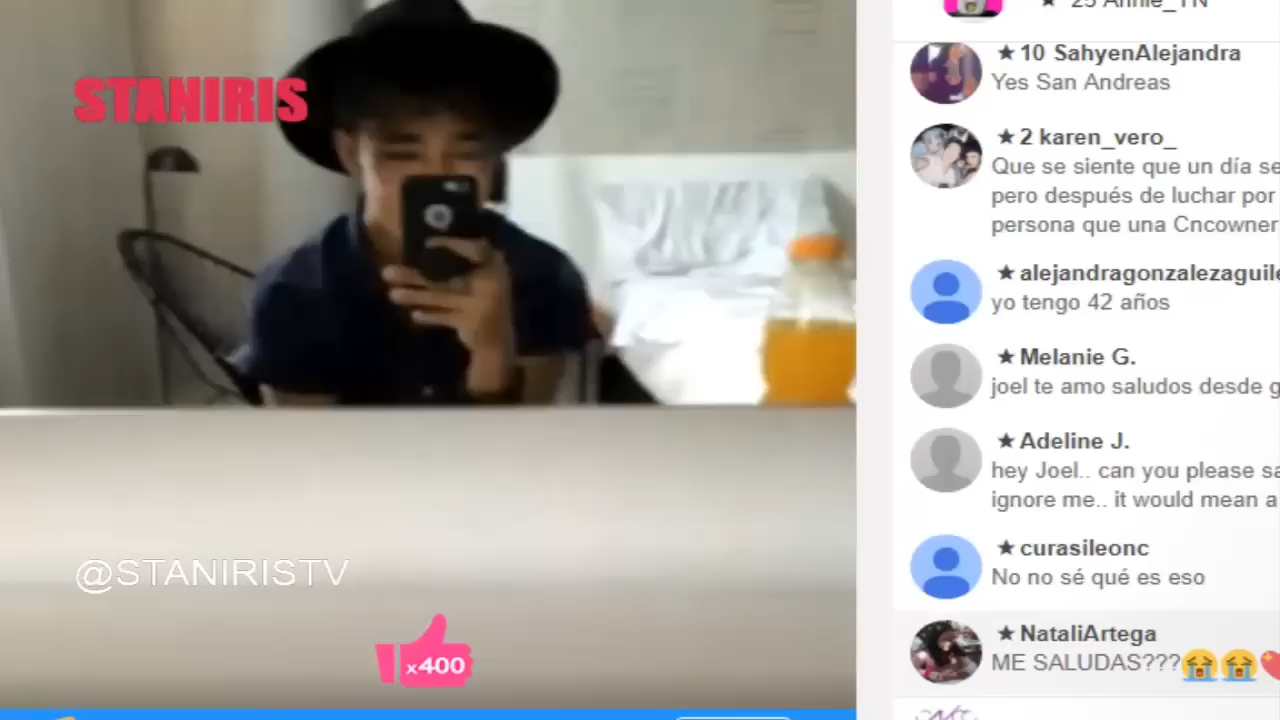 STANIRIS
@STANIRISTV
x400
★ 25 Annie_TN
★ 10 SahyenAlejandra
Yes San Andreas
★ 2 karen_vero_
Que se siente que un día se
pero después de luchar por
persona que una Cncowner
★ alejandragonzalezaguile
yo tengo 42 años
★ Melanie G.
joel te amo saludos desde g
★ Adeline J.
hey Joel.. can you please sa
ignore me.. it would mean a
★ curasileonc
No no sé qué es eso
★ NataliArtega
ME SALUDAS???😭😭💖